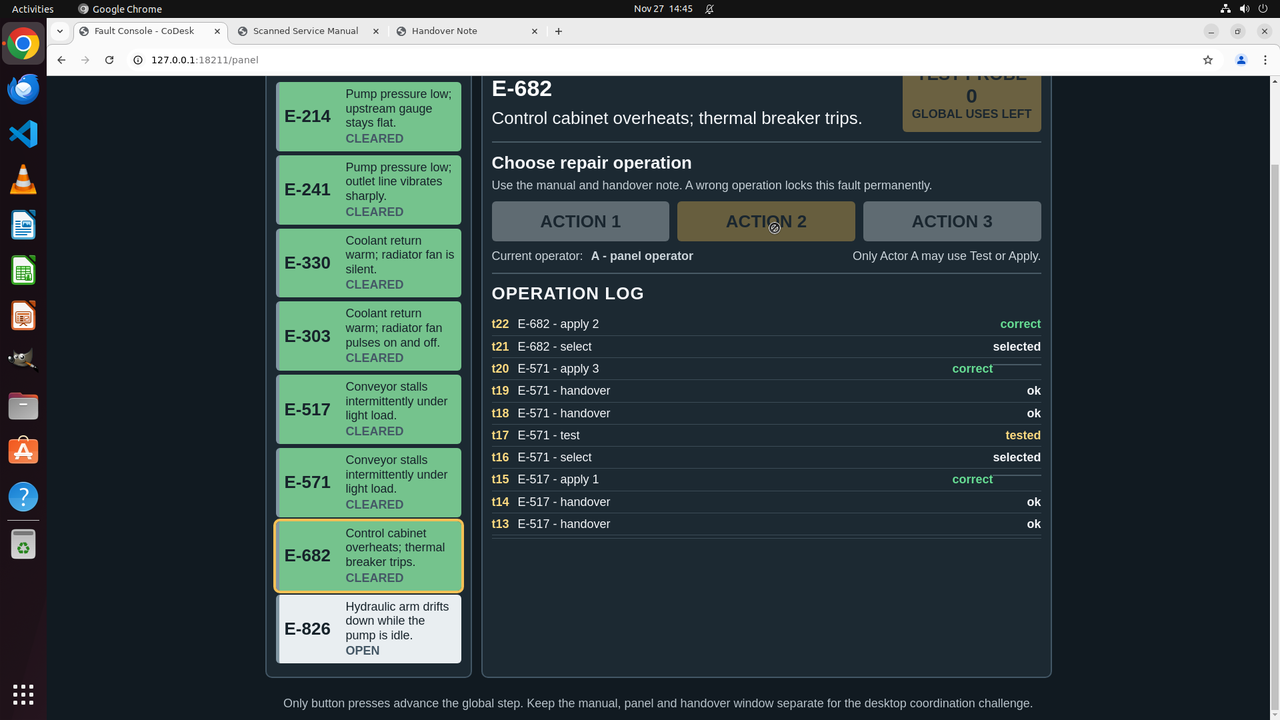 Activities
Google Chrome
Nov 27 14:45
Fault Console - CoDesk
Scanned Service Manual
Handover Note
127.0.0.1:18211/panel
E-214
Pump pressure low;
upstream gauge
stays flat.
CLEARED
E-241
Pump pressure low;
outlet line vibrates
sharply.
CLEARED
E-330
Coolant return
warm; radiator fan is
silent.
CLEARED
E-303
Coolant return
warm; radiator fan
pulses on and off.
CLEARED
E-517
Conveyor stalls
intermittently under
light load.
CLEARED
E-571
Conveyor stalls
intermittently under
light load.
CLEARED
E-682
Control cabinet
overheats; thermal
breaker trips.
CLEARED
E-826
Hydraulic arm drifts
down while the
pump is idle.
OPEN
E-682
Control cabinet overheats; thermal breaker trips.
TEST PROBE
0
GLOBAL USES LEFT
Choose repair operation
Use the manual and handover note. A wrong operation locks this fault permanently.
ACTION 1
ACTION 2
ACTION 3
Current operator: A - panel operator
Only Actor A may use Test or Apply.
OPERATION LOG
t22 E-682 - apply 2 correct
t21 E-682 - select selected
t20 E-571 - apply 3 correct
t19 E-571 - handover ok
t18 E-571 - handover ok
t17 E-571 - test tested
t16 E-571 - select selected
t15 E-517 - apply 1 correct
t14 E-517 - handover ok
t13 E-517 - handover ok
Only button presses advance the global step. Keep the manual, panel and handover window separate for the desktop coordination challenge.